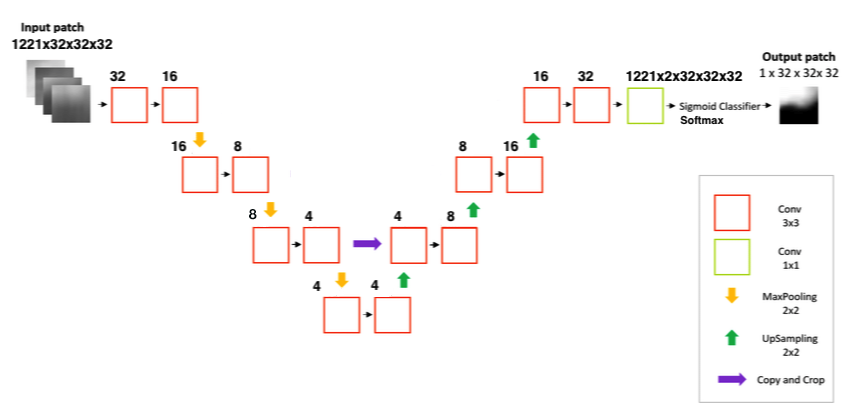 Input patch
1221x32x32x32
32
16
16
8
8
4
4
4
4
8
8
16
16
32
1221x2x32x32x32
Sigmoid Classifier
Softmax
Output patch
1 x 32 x 32x 32
Conv
3x3
Conv
1x1
MaxPooling
2x2
UpSampling
2x2
Copy and Crop